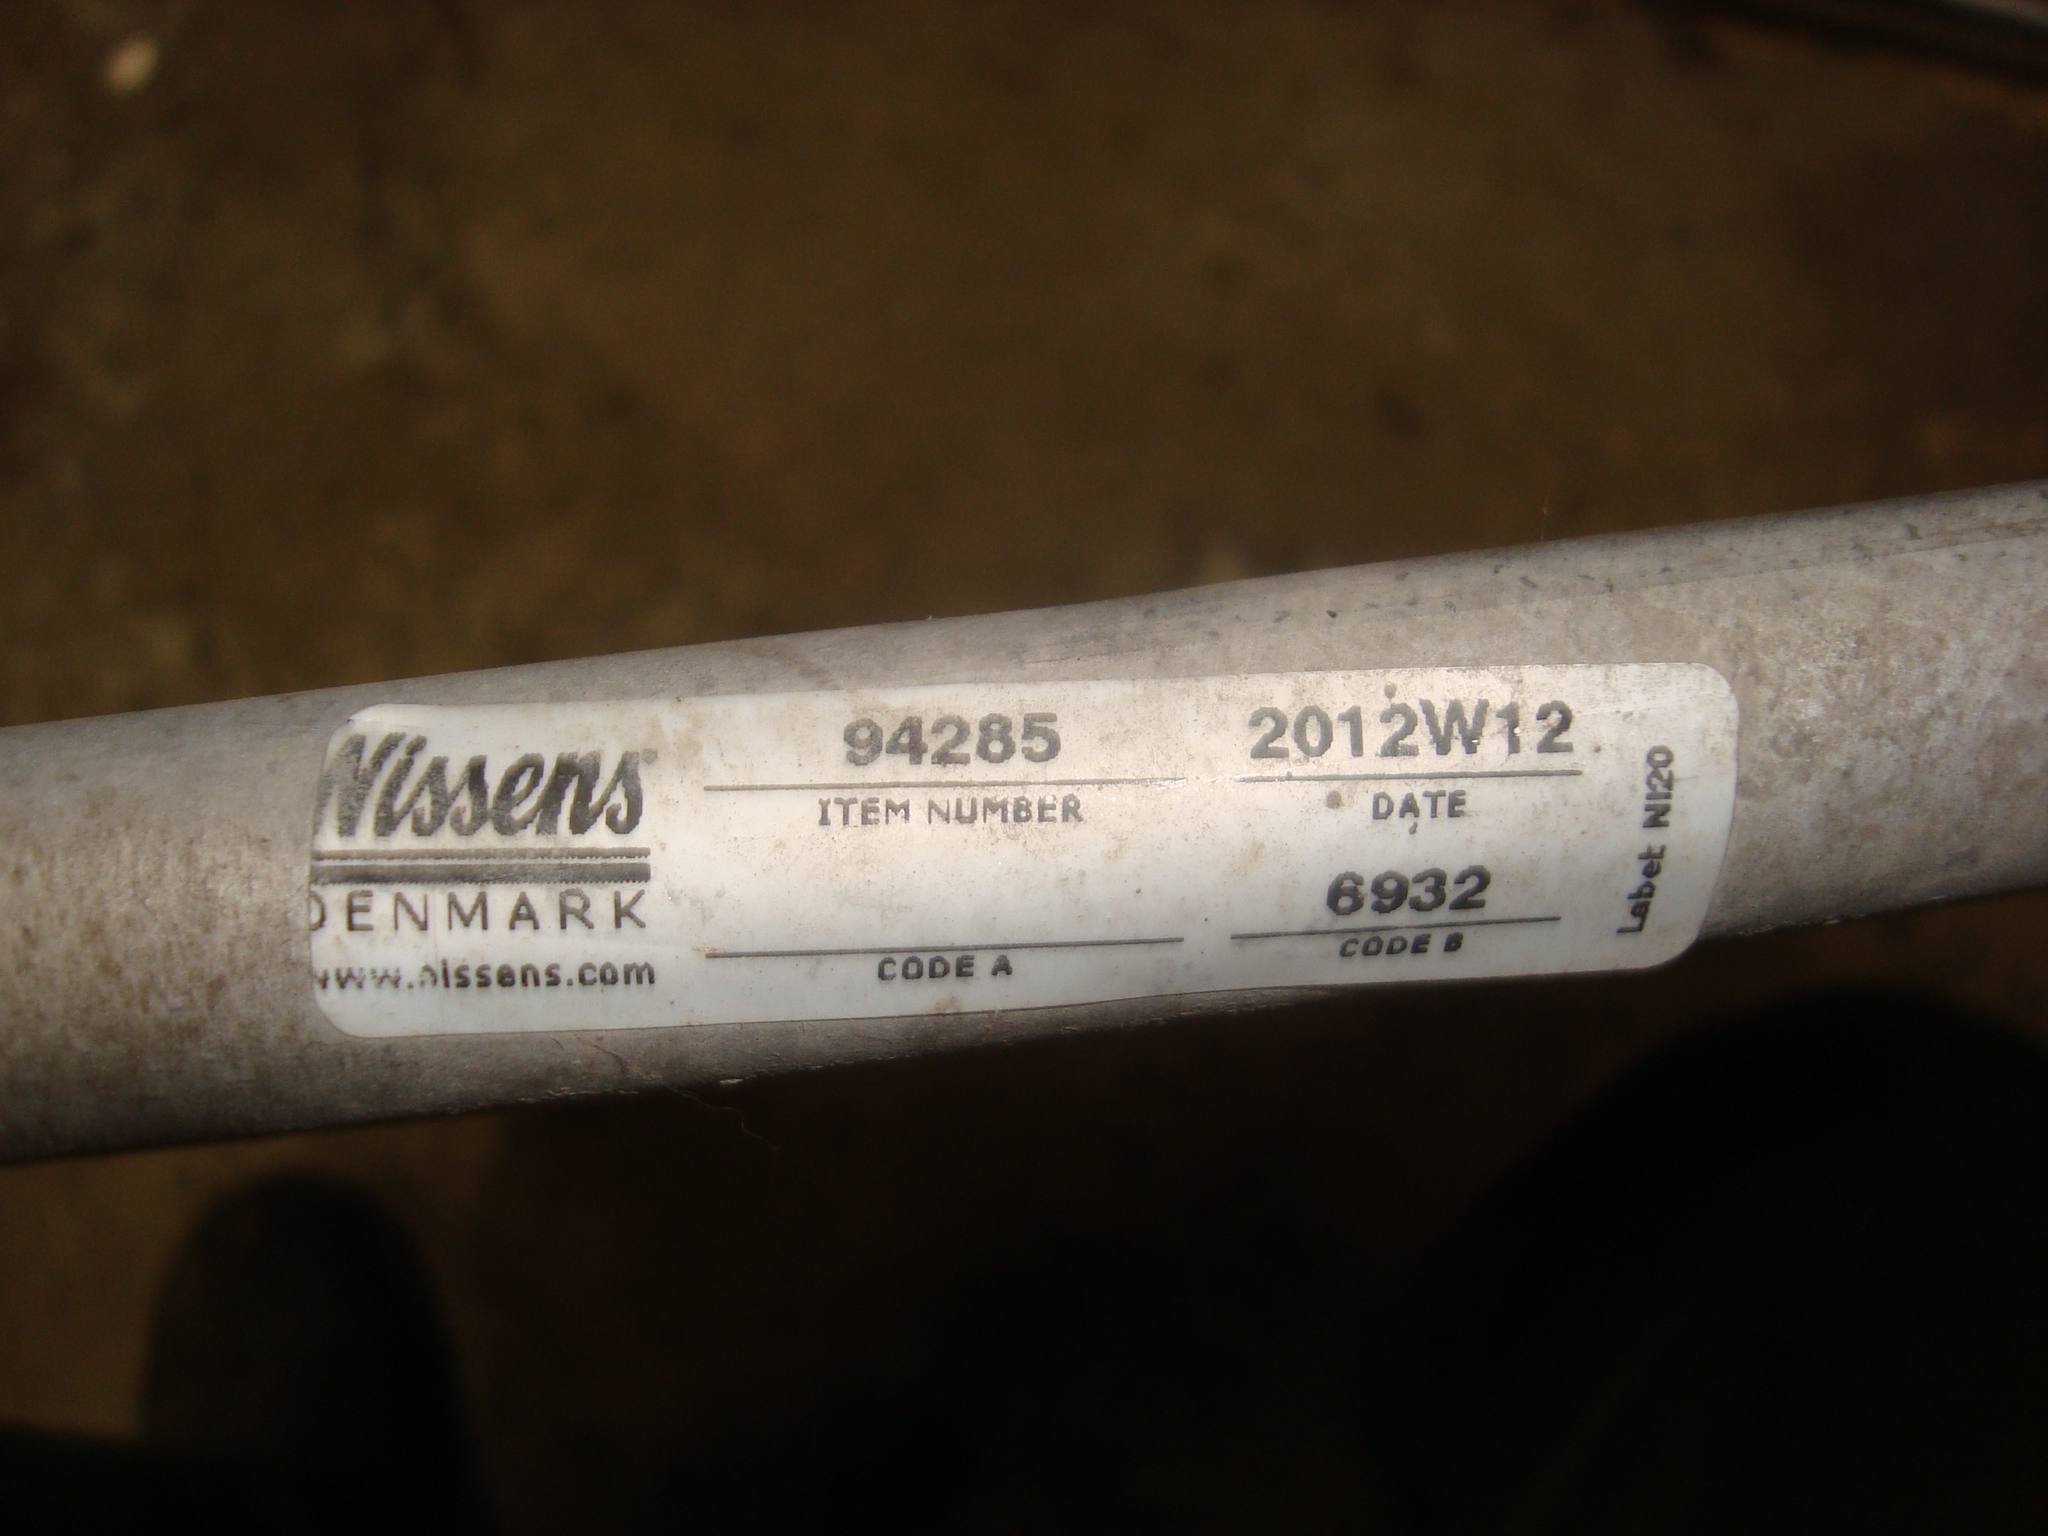 Nissens
DENMARK
www.nissens.com
94285
ITEM NUMBER
CODE A
2012W12
DATE
6932
CODE B
Label NI20